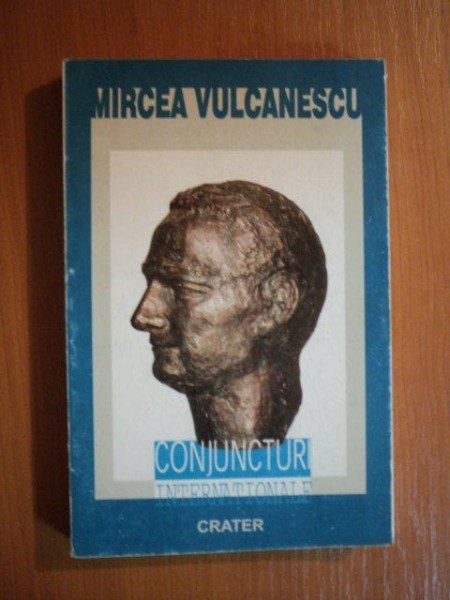 MIRCEA VULCANESCU
CONJUNCTURI
INTERNATIONALE
CRATER